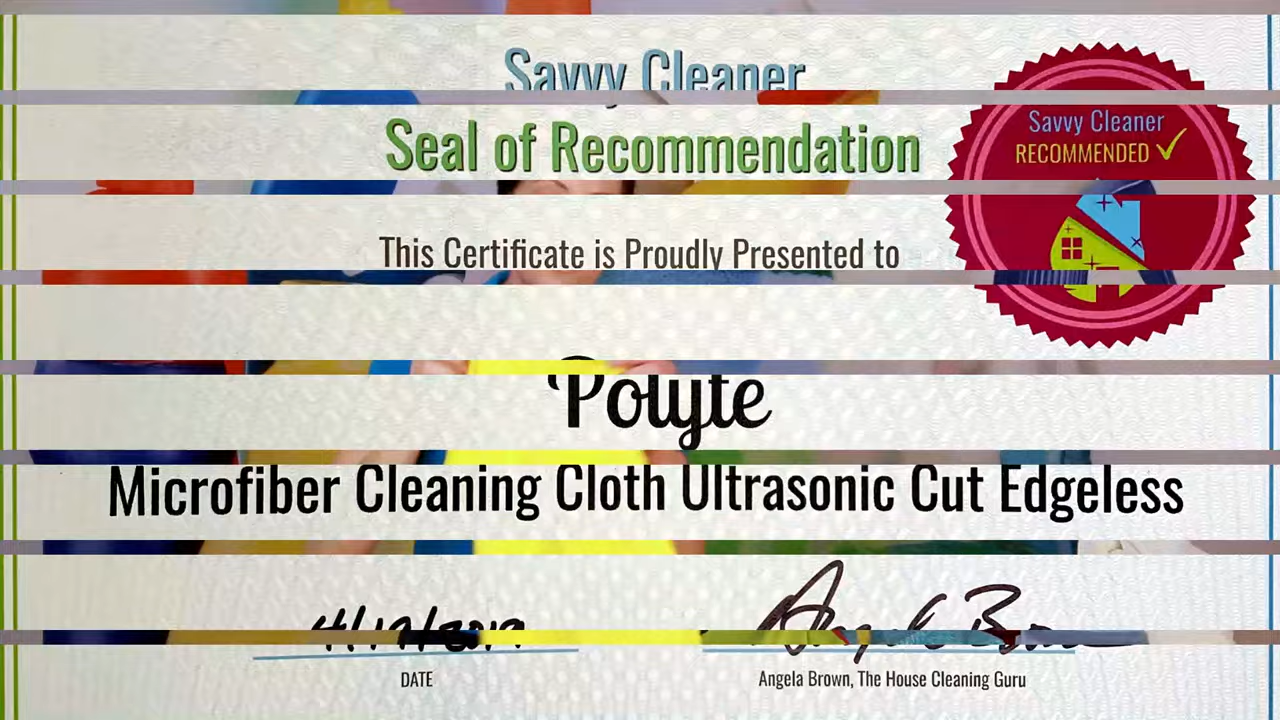 Savvy Cleaner
Seal of Recommendation
Savvy Cleaner
RECOMMENDED
This Certificate is Proudly Presented to
Polyte
Microfiber Cleaning Cloth Ultrasonic Cut Edgeless
DATE
Angela Brown, The House Cleaning Guru